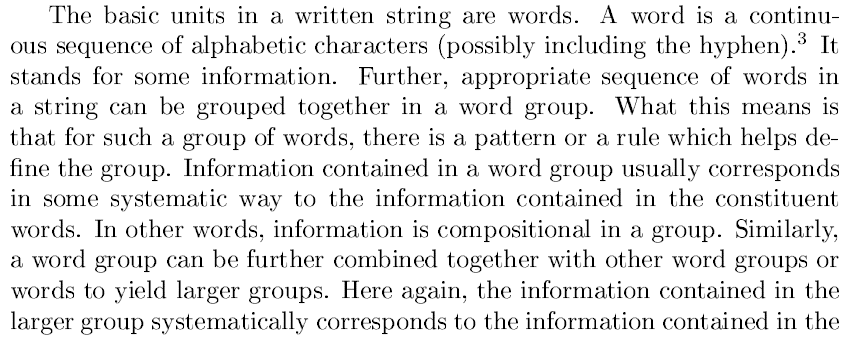 The basic units in a written string are words. A word is a continu-
ous sequence of alphabetic characters (possibly including the hyphen).³ It
stands for some information. Further, appropriate sequence of words in
a string can be grouped together in a word group. What this means is
that for such a group of words, there is a pattern or a rule which helps de-
fine the group. Information contained in a word group usually corresponds
in some systematic way to the information contained in the constituent
words. In other words, information is compositional in a group. Similarly,
a word group can be further combined together with other word groups or
words to yield larger groups. Here again, the information contained in the
larger group systematically corresponds to the information contained in the